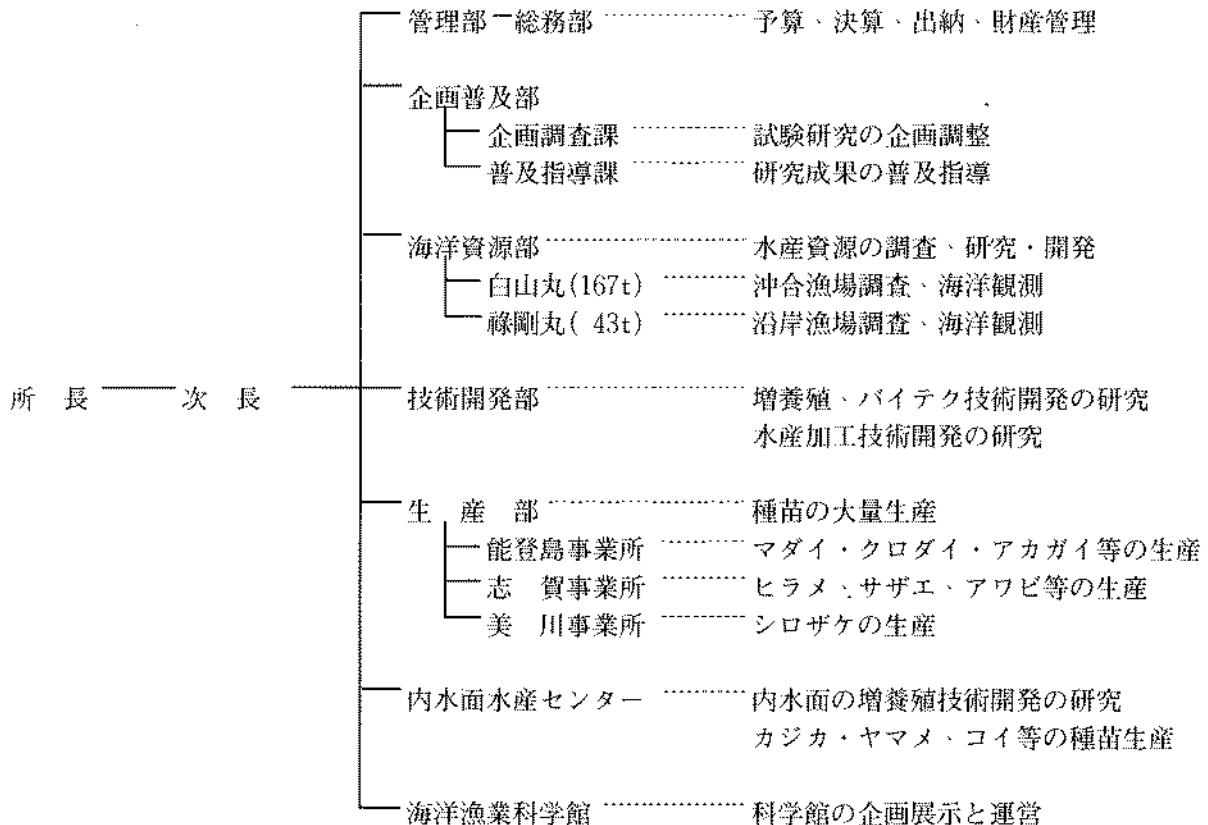 管理部 総務部 予算、決算、出納、財産管理
企画普及部
企画調査課 試験研究の企画調整
普及指導課 研究成果の普及指導
海洋資源部 水産資源の調査、研究・開発
白山丸(167t) 沖合漁場調査、海洋観測
祿剛丸( 43t) 沿岸漁場調査、海洋観測
所 長 次 長 技術開発部 増養殖、バイテク技術開発の研究
水産加工技術開発の研究
生 産 部 種苗の大量生産
能登島事業所 マダイ・クロダイ・アカガイ等の生産
志 賀事業所 ヒラメ、サザエ、アワビ等の生産
美 川事業所 シロザケの生産
内水面水産センター 内水面の増養殖技術開発の研究
カジカ・ヤマメ、コイ等の種苗生産
海洋漁業科学館 科学館の企画展示と運営